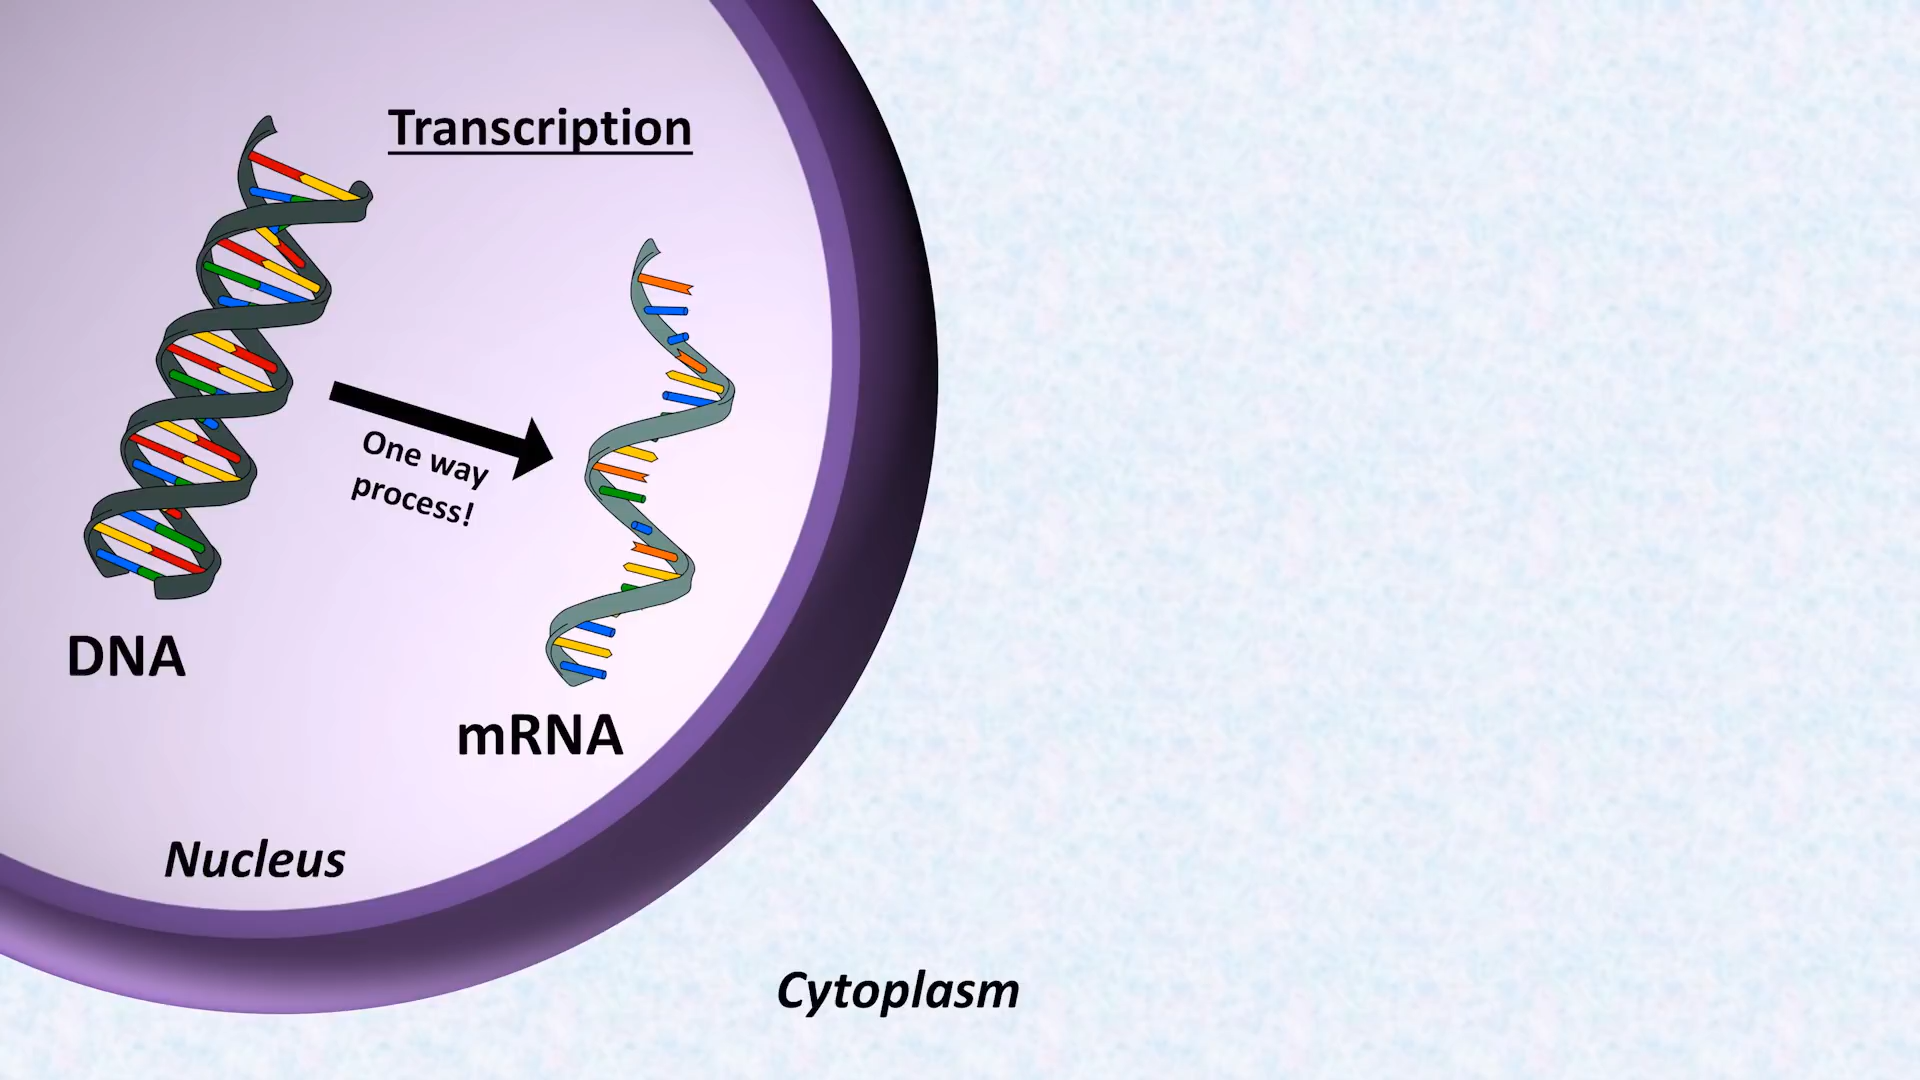 Transcription
One way
process!
DNA
mRNA
Nucleus
Cytoplasm